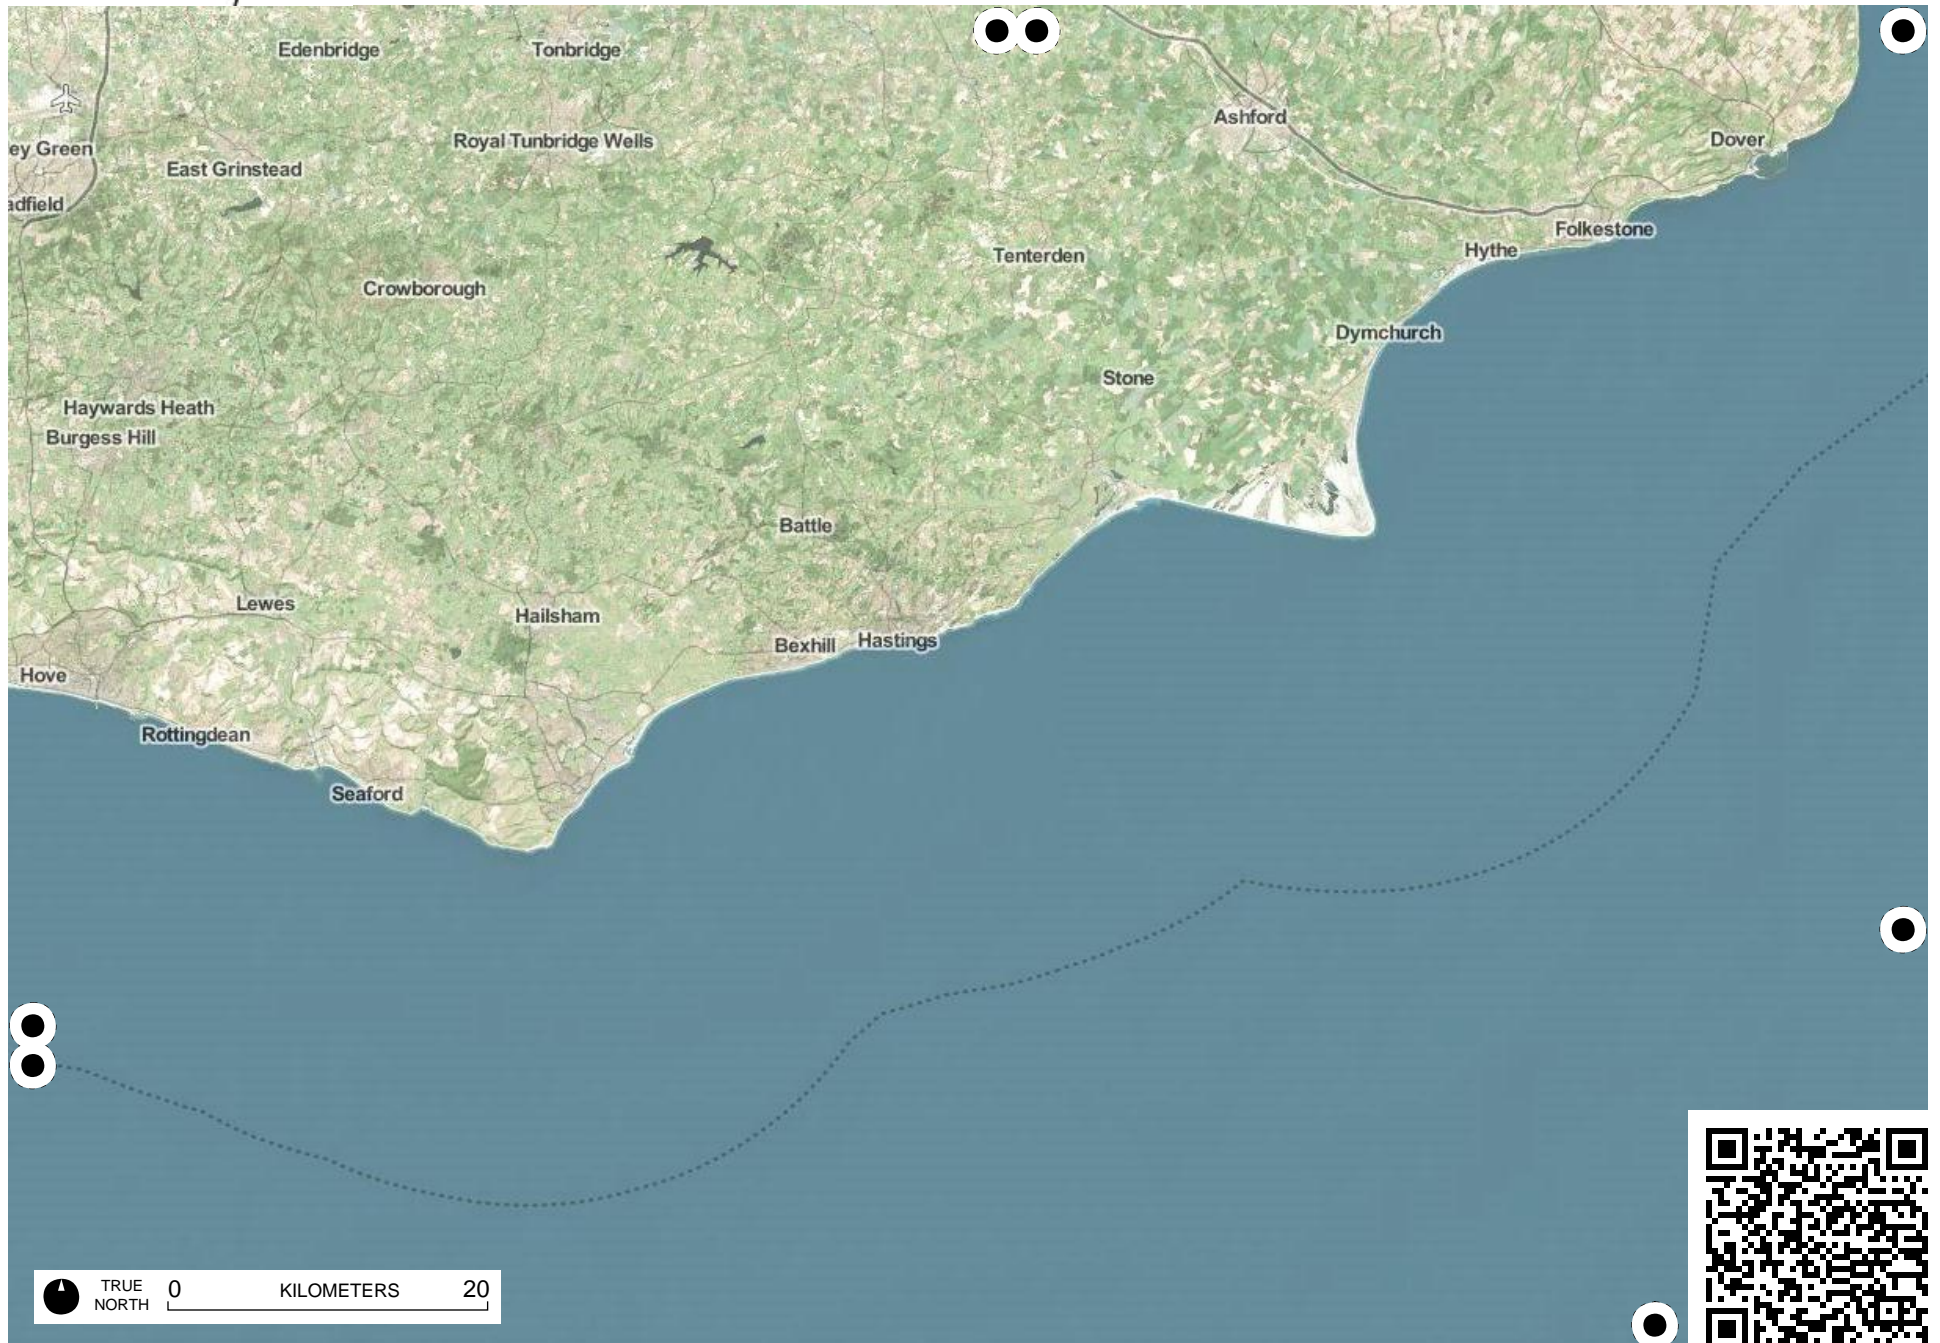 Edenbridge
Tonbridge
Ashford
Dover
ey Green
Royal Tunbridge Wells
East Grinstead
adfield
Folkestone
Hythe
Tenterden
Crowborough
Dymchurch
Stone
Haywards Heath
Burgess Hill
Battle
Lewes
Hailsham
Bexhill
Hastings
Hove
Rottingdean
Seaford
TRUE NORTH
0 KILOMETERS 20